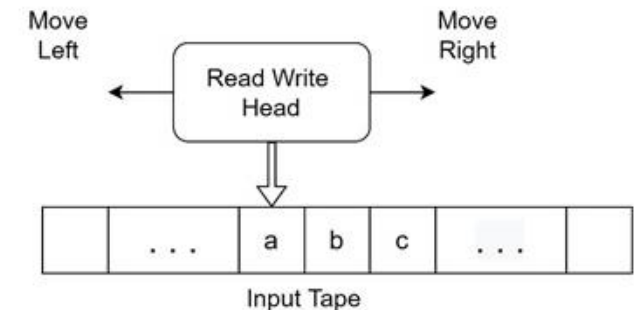 Move
Left
Move
Right
Read Write
Head
. . . a b c . . .
Input Tape